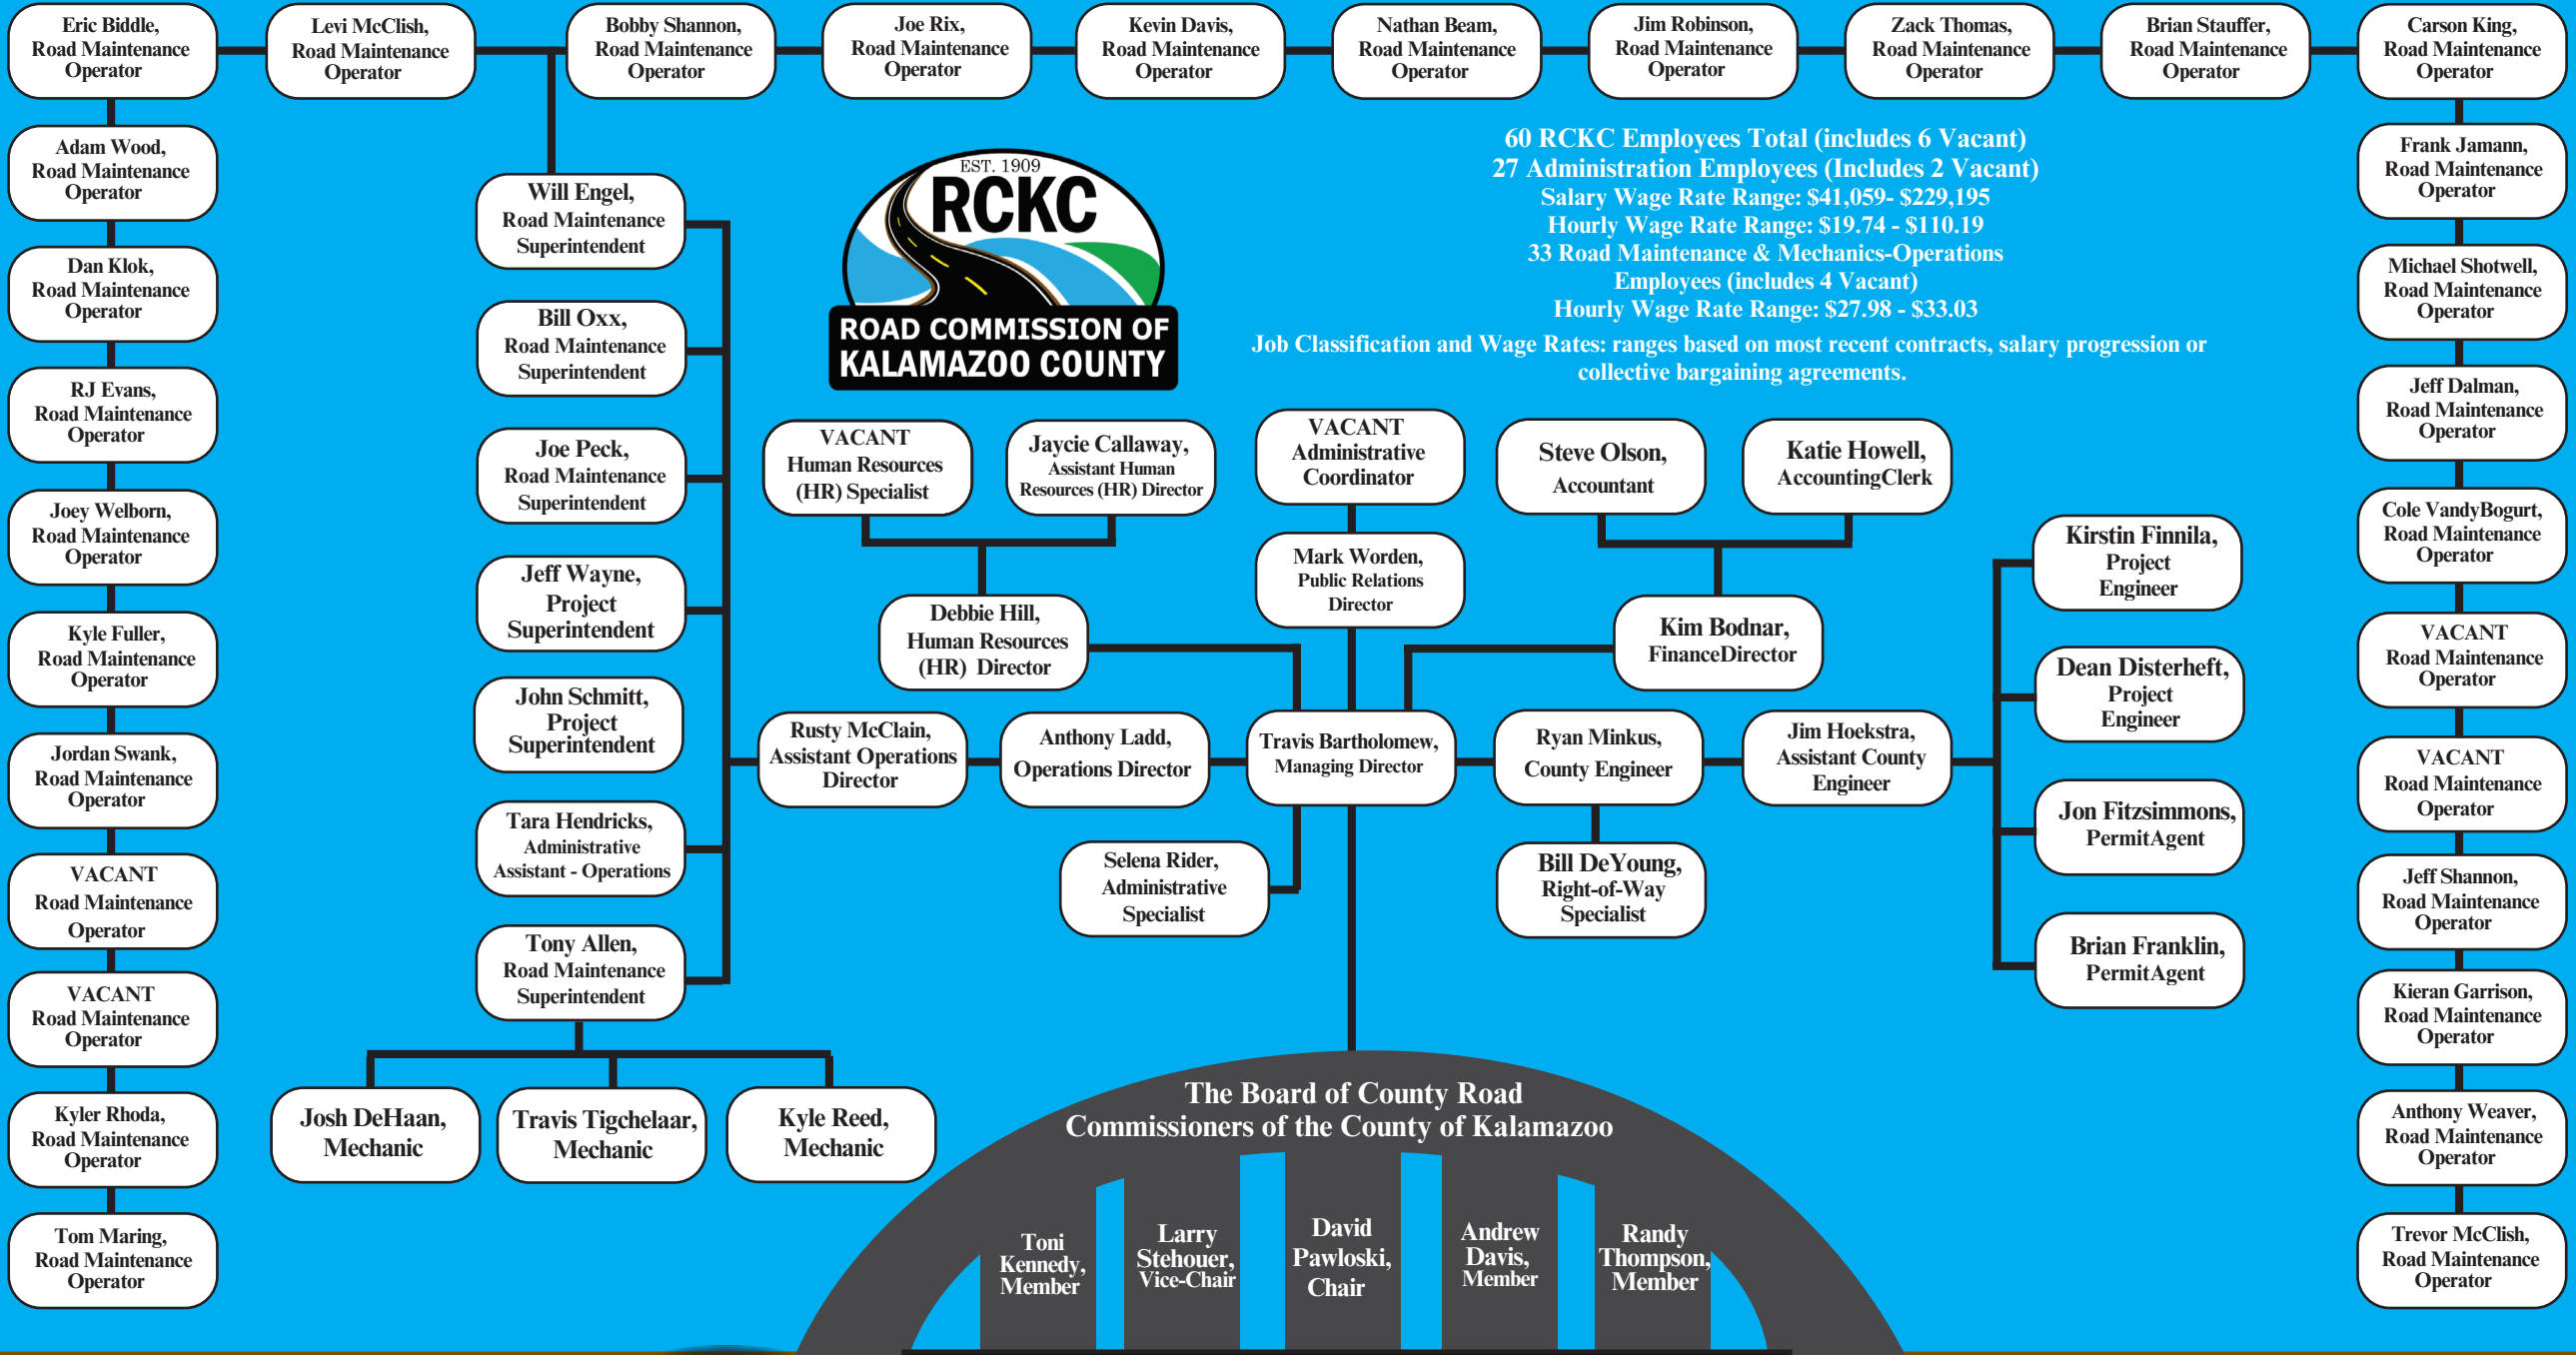 Eric Biddle,
Road Maintenance
Operator
Levi McClish,
Road Maintenance
Operator
Bobby Shannon,
Road Maintenance
Operator
Joe Rix,
Road Maintenance
Operator
Kevin Davis,
Road Maintenance
Operator
Nathan Beam,
Road Maintenance
Operator
Jim Robinson,
Road Maintenance
Operator
Zack Thomas,
Road Maintenance
Operator
Brian Stauffer,
Road Maintenance
Operator
Carson King,
Road Maintenance
Operator
Adam Wood,
Road Maintenance
Operator
Dan Klok,
Road Maintenance
Operator
RJ Evans,
Road Maintenance
Operator
Joey Welborn,
Road Maintenance
Operator
Kyle Fuller,
Road Maintenance
Operator
Jordan Swank,
Road Maintenance
Operator
VACANT
Road Maintenance
Operator
VACANT
Road Maintenance
Operator
Kyler Rhoda,
Road Maintenance
Operator
Tom Maring,
Road Maintenance
Operator
Will Engel,
Road Maintenance
Superintendent
Bill Oxx,
Road Maintenance
Superintendent
Joe Peck,
Road Maintenance
Superintendent
Jeff Wayne,
Project
Superintendent
John Schmitt,
Project
Superintendent
Tara Hendricks,
Administrative
Assistant - Operations
Tony Allen,
Road Maintenance
Superintendent
Josh DeHaan,
Mechanic
Travis Tigchelaar,
Mechanic
Kyle Reed,
Mechanic
EST. 1909
RCKC
ROAD COMMISSION OF
KALAMAZOO COUNTY
60 RCKC Employees Total (includes 6 Vacant)
27 Administration Employees (Includes 2 Vacant)
Salary Wage Rate Range: $41,059- $229,195
Hourly Wage Rate Range: $19.74 - $110.19
33 Road Maintenance & Mechanics-Operations
Employees (includes 4 Vacant)
Hourly Wage Rate Range: $27.98 - $33.03
Job Classification and Wage Rates: ranges based on most recent contracts, salary progression or
collective bargaining agreements.
VACANT
Human Resources
(HR) Specialist
Jaycie Callaway,
Assistant Human
Resources (HR) Director
VACANT
Administrative
Coordinator
Steve Olson,
Accountant
Katie Howell,
AccountingClerk
Debbie Hill,
Human Resources
(HR) Director
Mark Worden,
Public Relations
Director
Kim Bodnar,
FinanceDirector
Rusty McClain,
Assistant Operations
Director
Anthony Ladd,
Operations Director
Travis Bartholomew,
Managing Director
Ryan Minkus,
County Engineer
Jim Hoekstra,
Assistant County
Engineer
Selena Rider,
Administrative
Specialist
Bill DeYoung,
Right-of-Way
Specialist
Kirstin Finnila,
Project
Engineer
Dean Disterheft,
Project
Engineer
Jon Fitzsimmons,
PermitAgent
Brian Franklin,
PermitAgent
Frank Jamann,
Road Maintenance
Operator
Michael Shotwell,
Road Maintenance
Operator
Jeff Dalman,
Road Maintenance
Operator
Cole VandyBogurt,
Road Maintenance
Operator
VACANT
Road Maintenance
Operator
VACANT
Road Maintenance
Operator
Jeff Shannon,
Road Maintenance
Operator
Kieran Garrison,
Road Maintenance
Operator
Anthony Weaver,
Road Maintenance
Operator
Trevor McClish,
Road Maintenance
Operator
The Board of County Road
Commissioners of the County of Kalamazoo
Toni
Kennedy,
Member
Larry
Stehouer,
Vice-Chair
David
Pawloski,
Chair
Andrew
Davis,
Member
Randy
Thompson,
Member